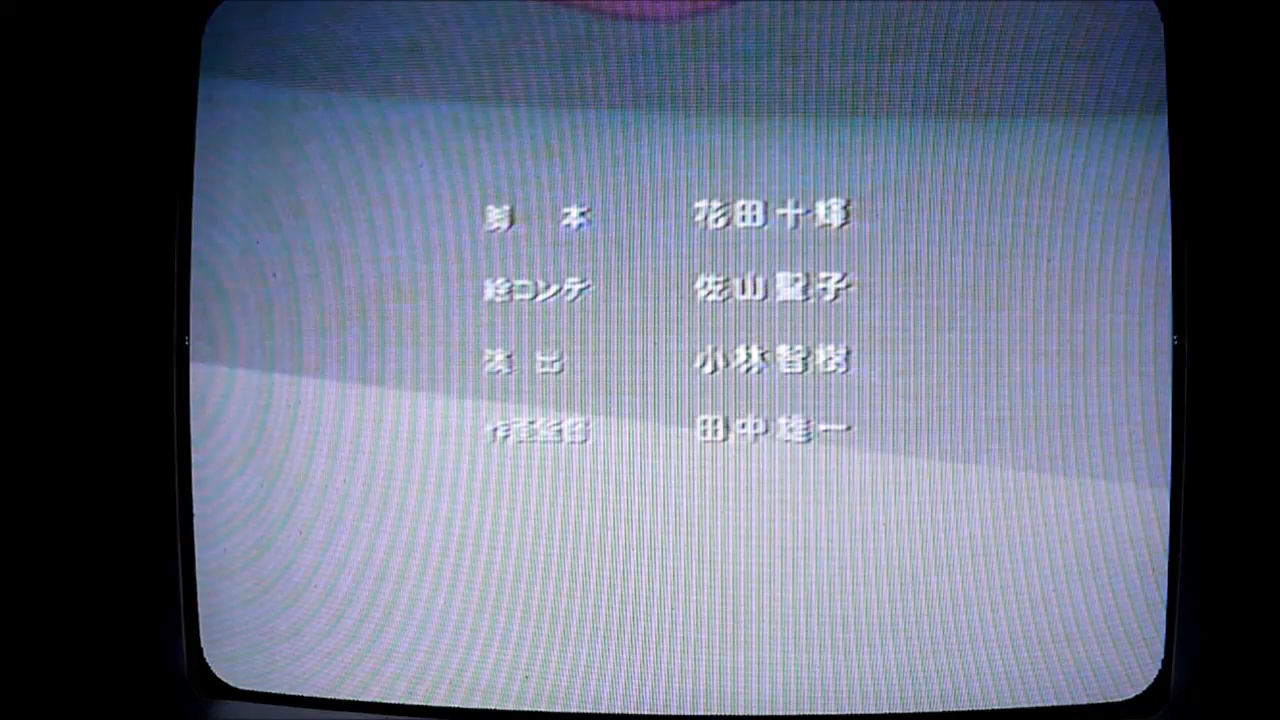 脚 本 花田十輝
絵コンテ 佐山聖子
演 出 小林智樹
作画監督 田中雄一